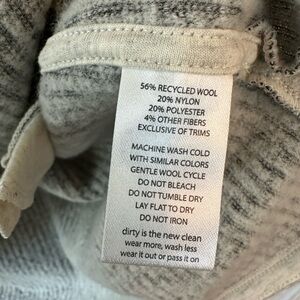 56% RECYCLED WOOL
20% NYLON
20% POLYESTER
4% OTHER FIBERS
EXCLUSIVE OF TRIMS
MACHINE WASH COLD
WITH SIMILAR COLORS
GENTLE WOOL CYCLE
DO NOT BLEACH
DO NOT TUMBLE DRY
LAY FLAT TO DRY
DO NOT IRON
dirty is the new clean
wear more, wash less
wear it out or pass it on